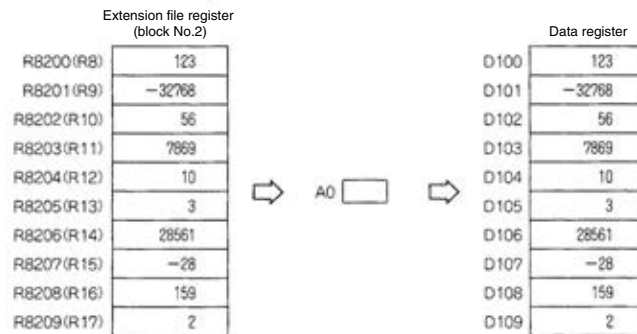 Extension file register
(block No.2)
Data register
R8200(R8) 123 D100 123
R8201(R9) −32768 D101 −32768
R8202(R10) 56 D102 56
R8203(R11) 7869 D103 7869
R8204(R12) 10 D104 10
R8205(R13) 3 A0 D105 3
R8206(R14) 28561 D106 28561
R8207(R15) −28 D107 −28
R8208(R16) 159 D108 159
R8209(R17) 2 D109 2